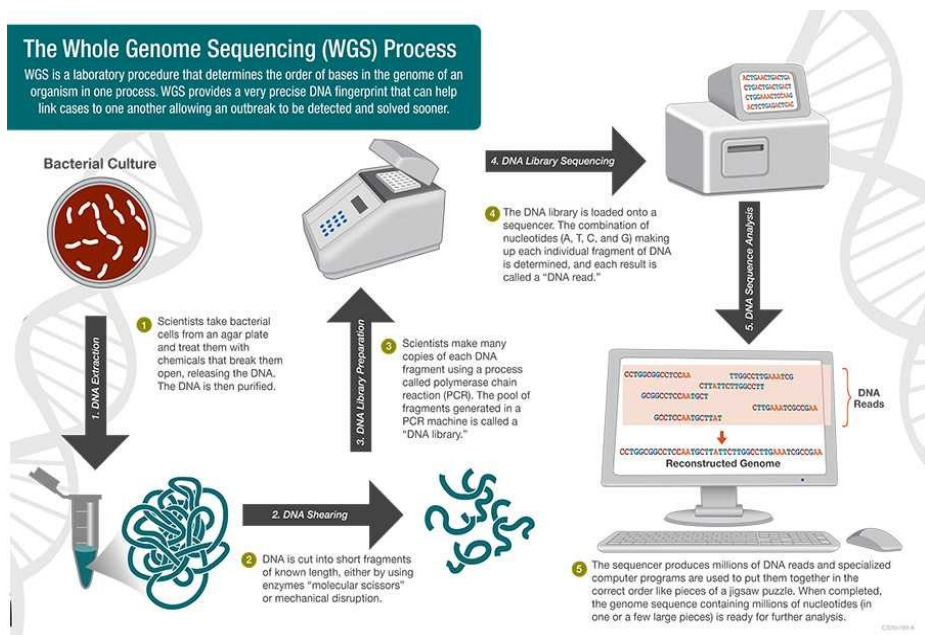 The Whole Genome Sequencing (WGS) Process
WGS is a laboratory procedure that determines the order of bases in the genome of an
organism in one process. WGS provides a very precise DNA fingerprint that can help
link cases to one another allowing an outbreak to be detected and solved sooner.
Bacterial Culture
1. DNA Extraction
1 Scientists take bacterial
cells from an agar plate
and treat them with
chemicals that break them
open, releasing the DNA.
The DNA is then purified.
2. DNA Shearing
2 DNA is cut into short fragments
of known length, either by using
enzymes “molecular scissors”
or mechanical disruption.
3. DNA Library Preparation
3 Scientists make many
copies of each DNA
fragment using a process
called polymerase chain
reaction (PCR). The pool of
fragments generated in a
PCR machine is called a
“DNA library.”
4. DNA Library Sequencing
4 The DNA library is loaded onto a
sequencer. The combination of
nucleotides (A, T, C, and G) making
up each individual fragment of DNA
is determined, and each result is
called a “DNA read.”
ACTGAACTGACTGA
CTGACTGACTGACT
CTGGAAACTCCAAG
ACTCTGAGACTCAG
5. DNA Sequence Analysis
CCTGGCGGCCTCCAA TTGGCCTTGAAATCG
CTTATTCTTGGCCTT
GCGGCCTCCAATGCT
CTTGAAATCGCCGAA
GCCTCCAATGCTTAT
DNA
Reads
CCTGGCGGCCTCCAATGCTTATTCTTGGCCTTGAAATCGCCGAA
Reconstructed Genome
5 The sequencer produces millions of DNA reads and specialized
computer programs are used to put them together in the
correct order like pieces of a jigsaw puzzle. When completed,
the genome sequence containing millions of nucleotides (in
one or a few large pieces) is ready for further analysis.